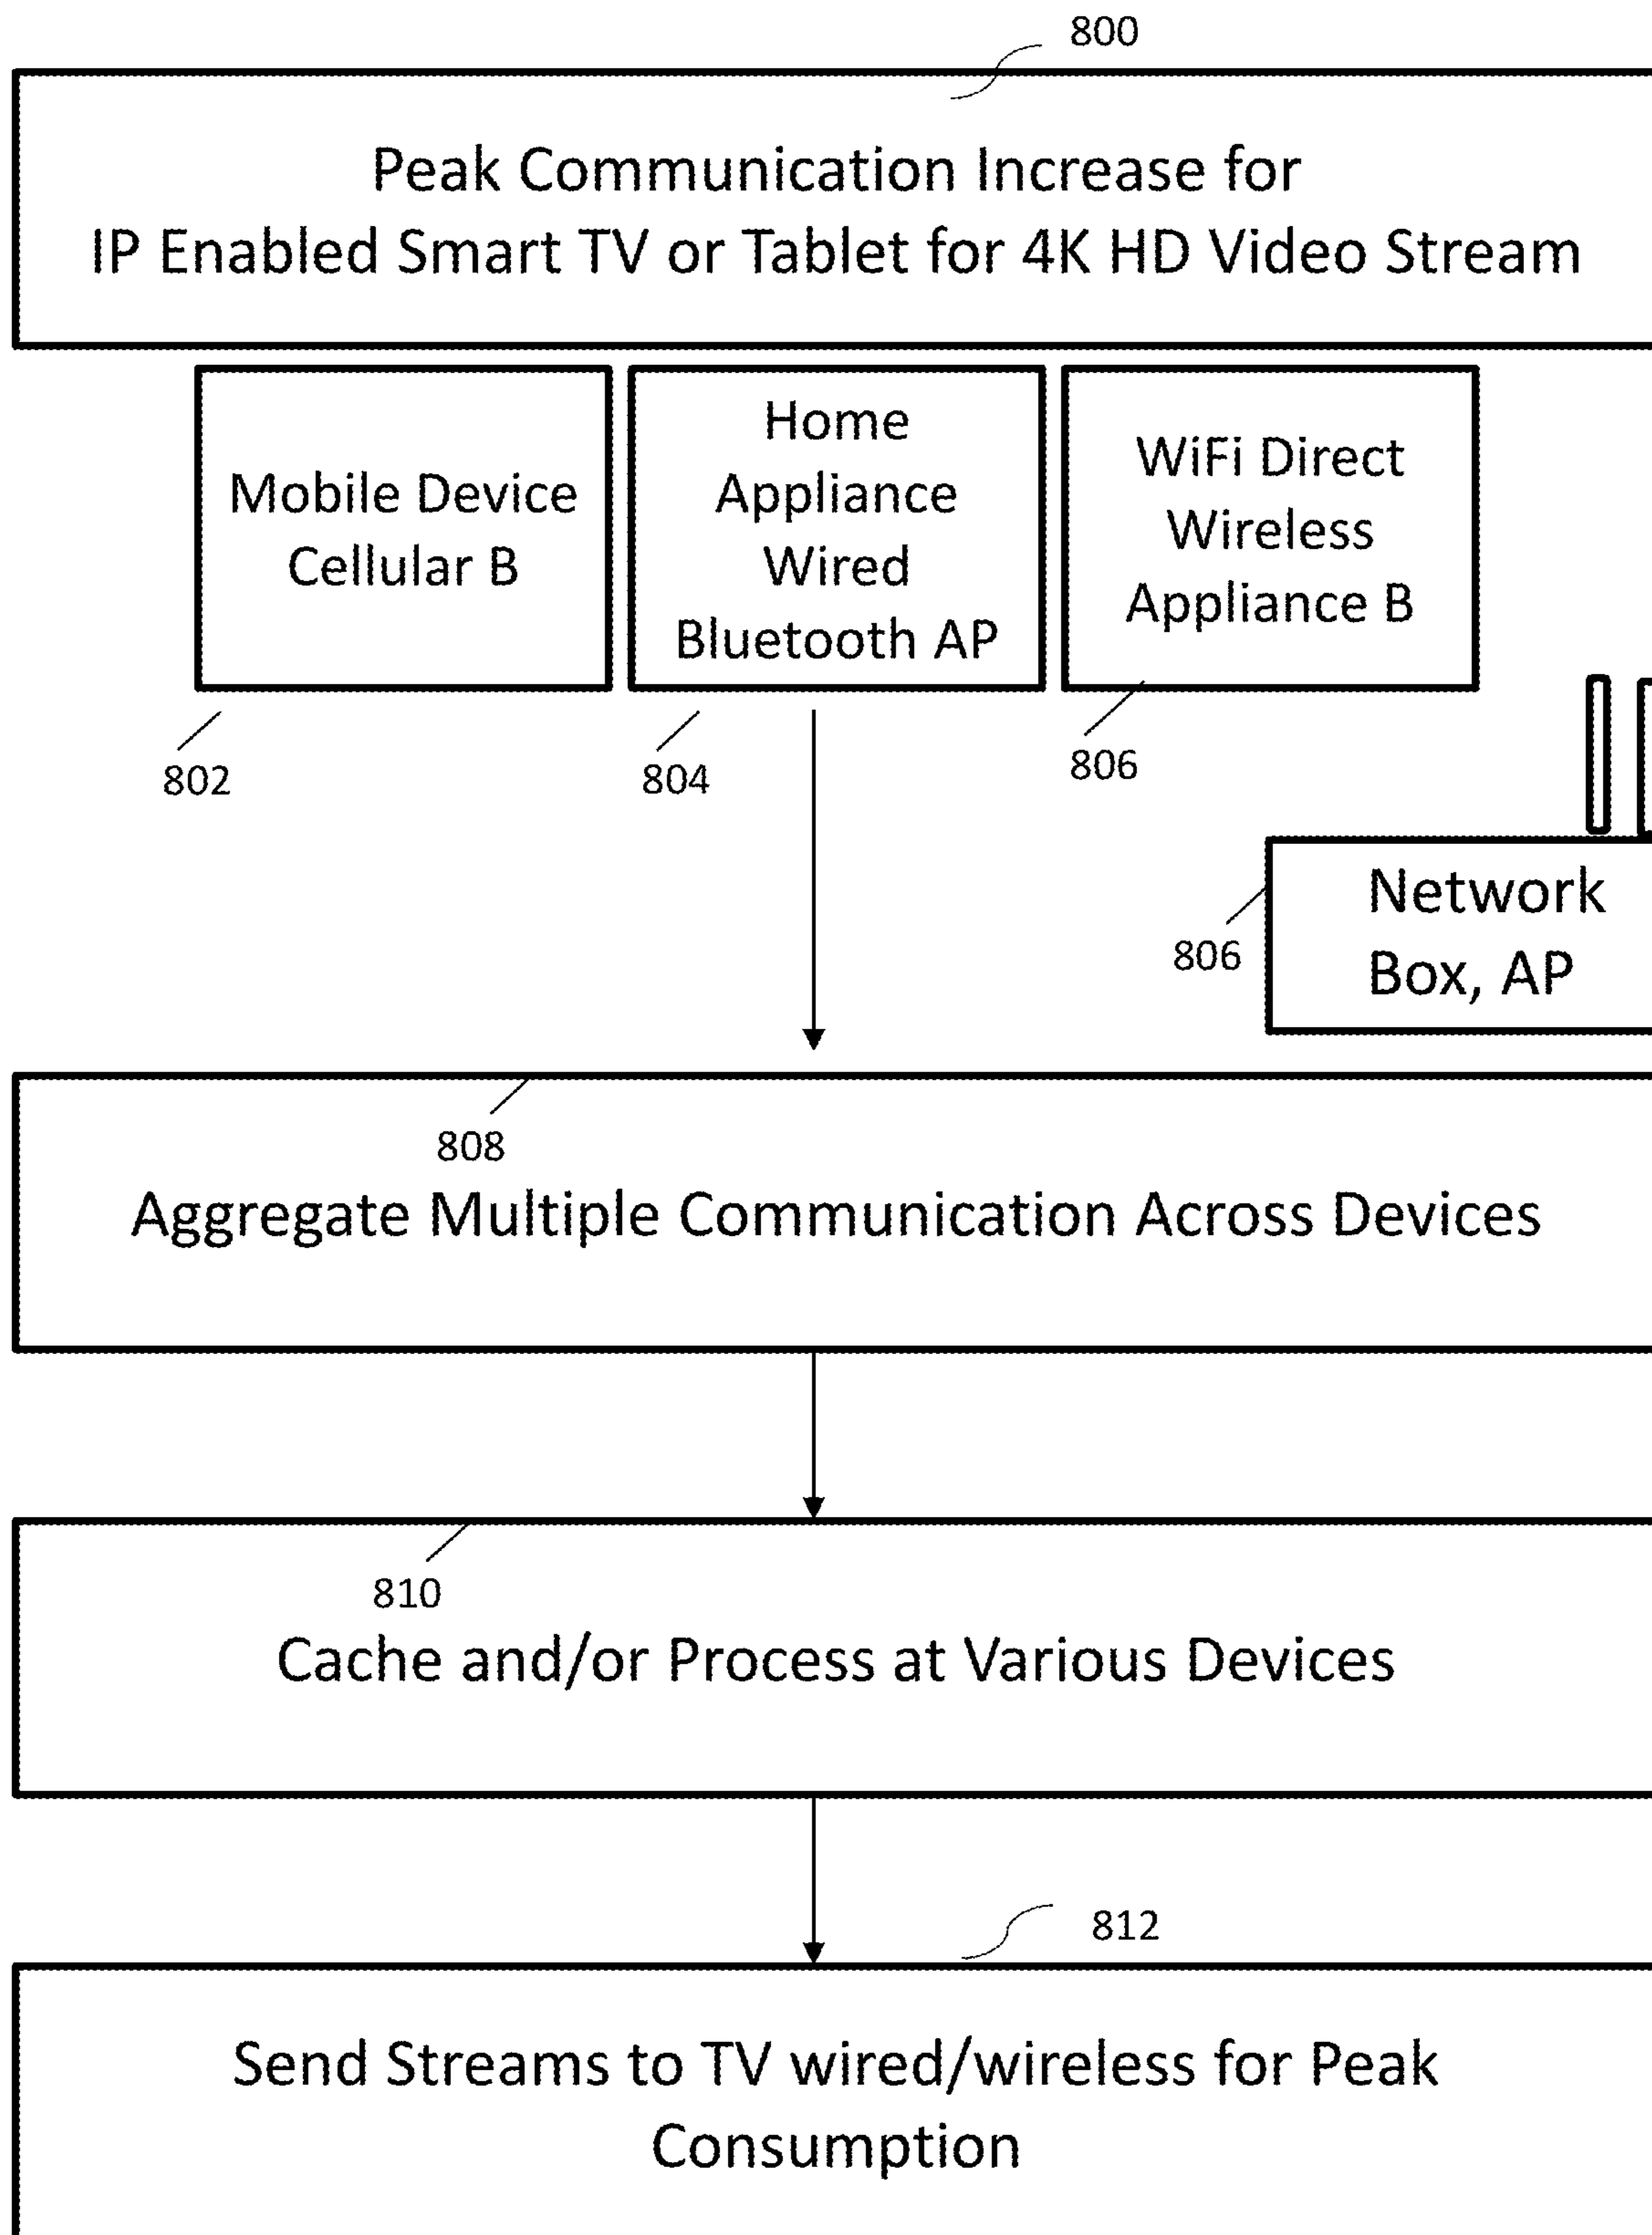 800
Peak Communication Increase for
IP Enabled Smart TV or Tablet for 4K HD Video Stream
Mobile Device
Cellular B
Home
Appliance
Wired
Bluetooth AP
WiFi Direct
Wireless
Appliance B
802
804
806
Network
Box, AP
806
808
Aggregate Multiple Communication Across Devices
810
Cache and/or Process at Various Devices
812
Send Streams to TV wired/wireless for Peak
Consumption